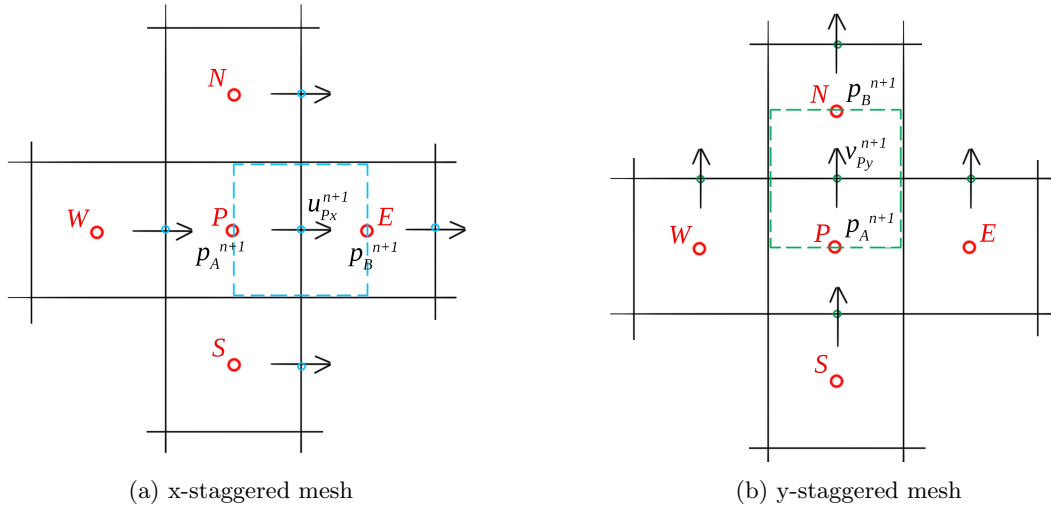 N
W
P
u_{Px}^{n+1}
E
p_A^{n+1}
p_B^{n+1}
S
(a) x-staggered mesh
N
p_B^{n+1}
v_{Py}^{n+1}
W
P
p_A^{n+1}
E
S
(b) y-staggered mesh